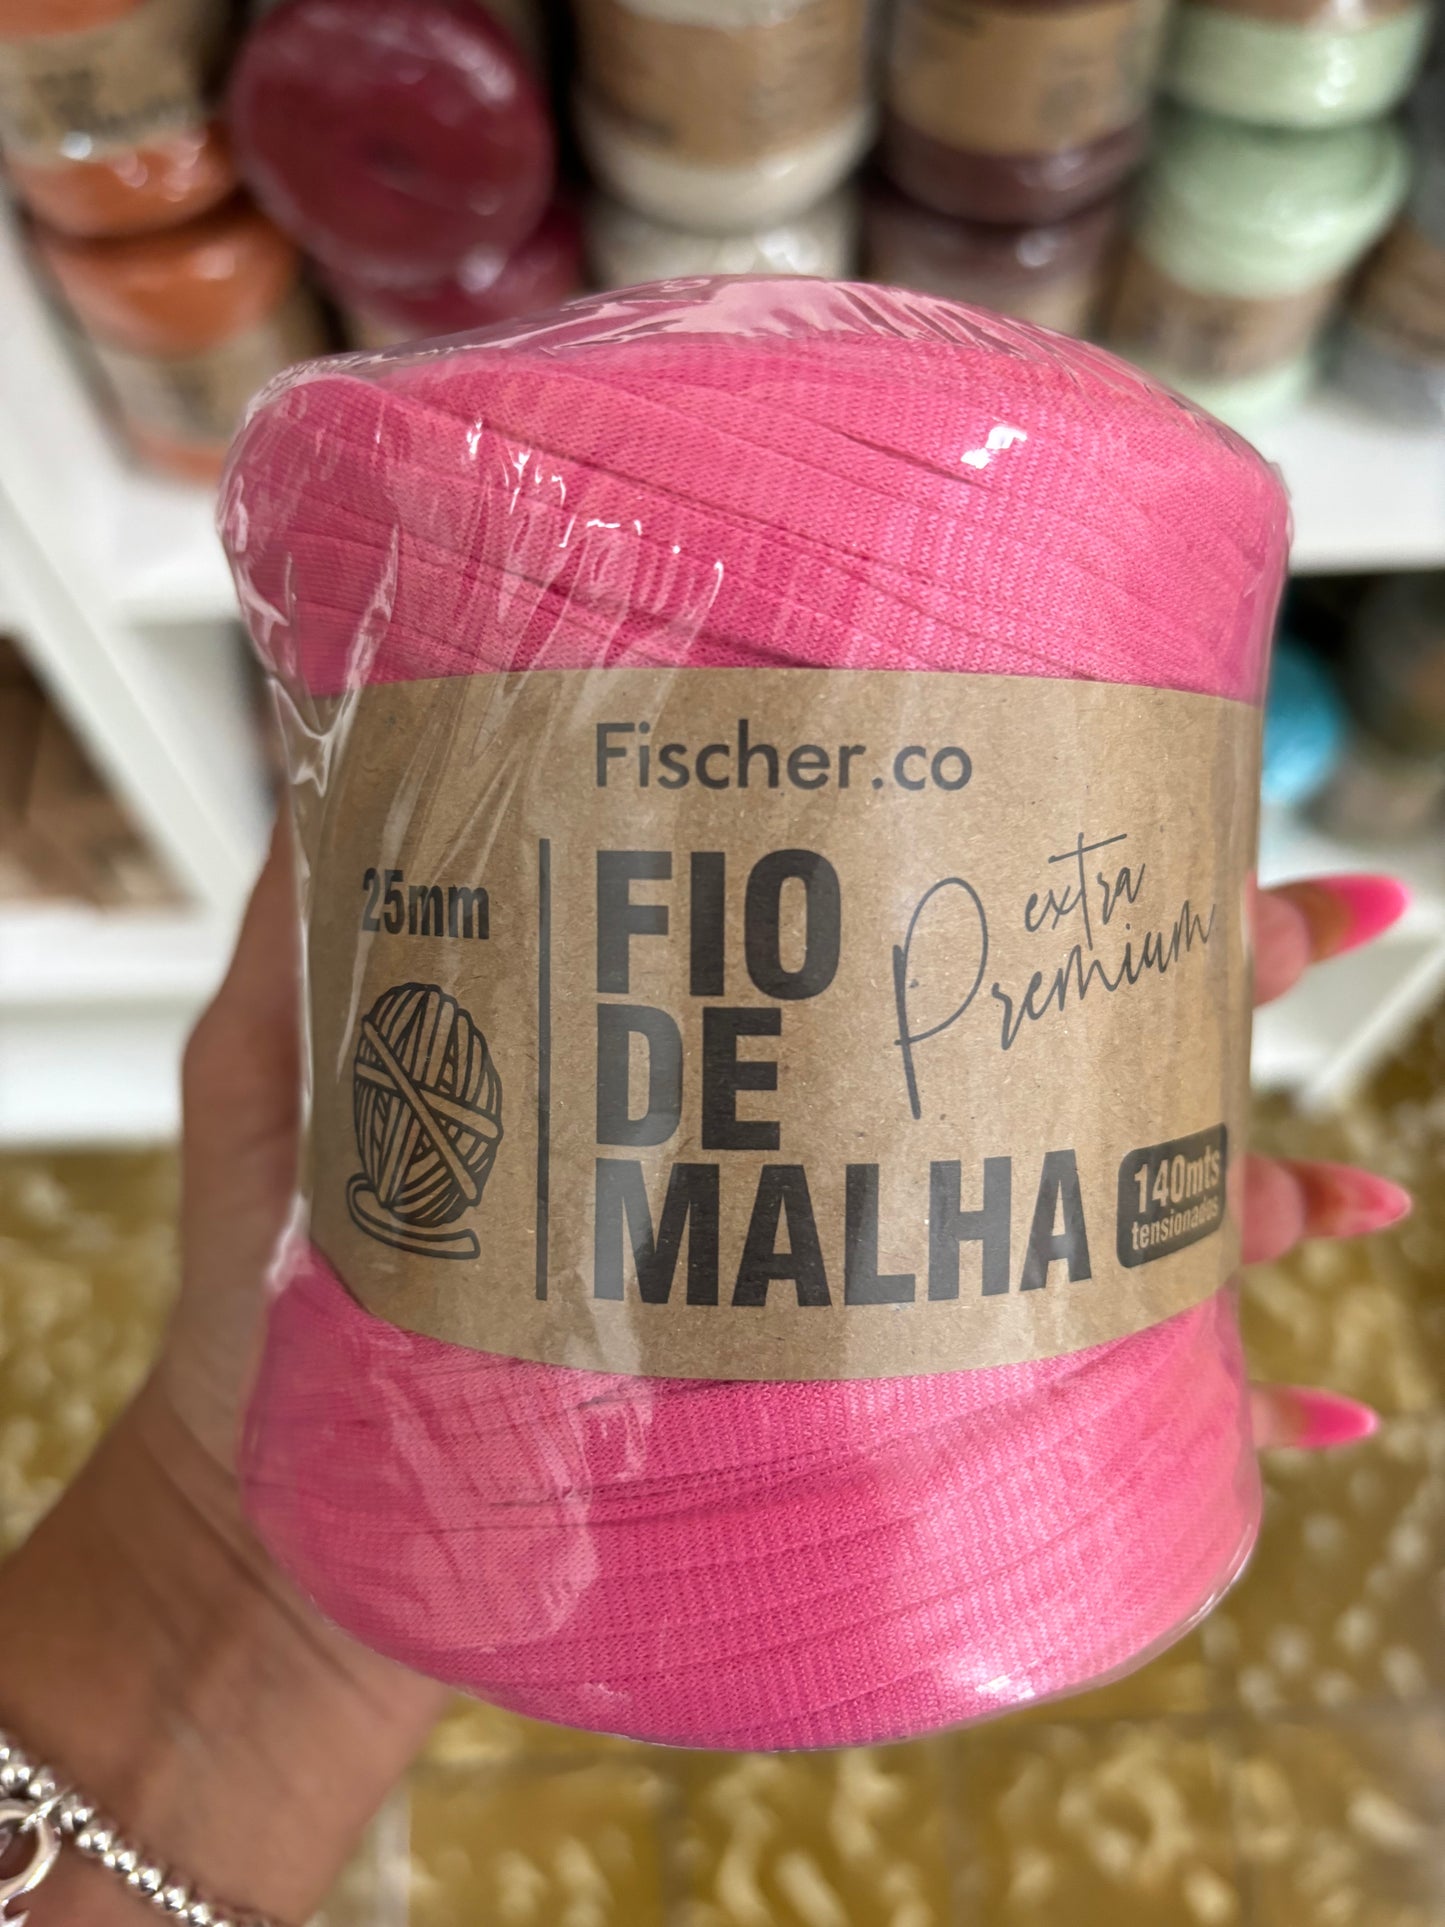 Fischer.co
25mm
FIO
DE
MALHA
extra
Premium
140mts
tensionados